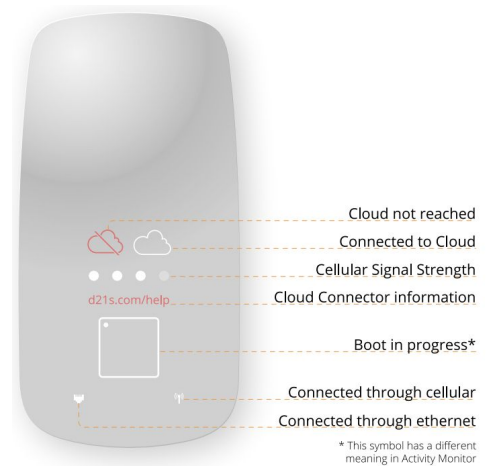 Cloud not reached
Connected to Cloud
Cellular Signal Strength
d21s.com/help
Cloud Connector information
Boot in progress*
Connected through cellular
Connected through ethernet
* This symbol has a different
meaning in Activity Monitor